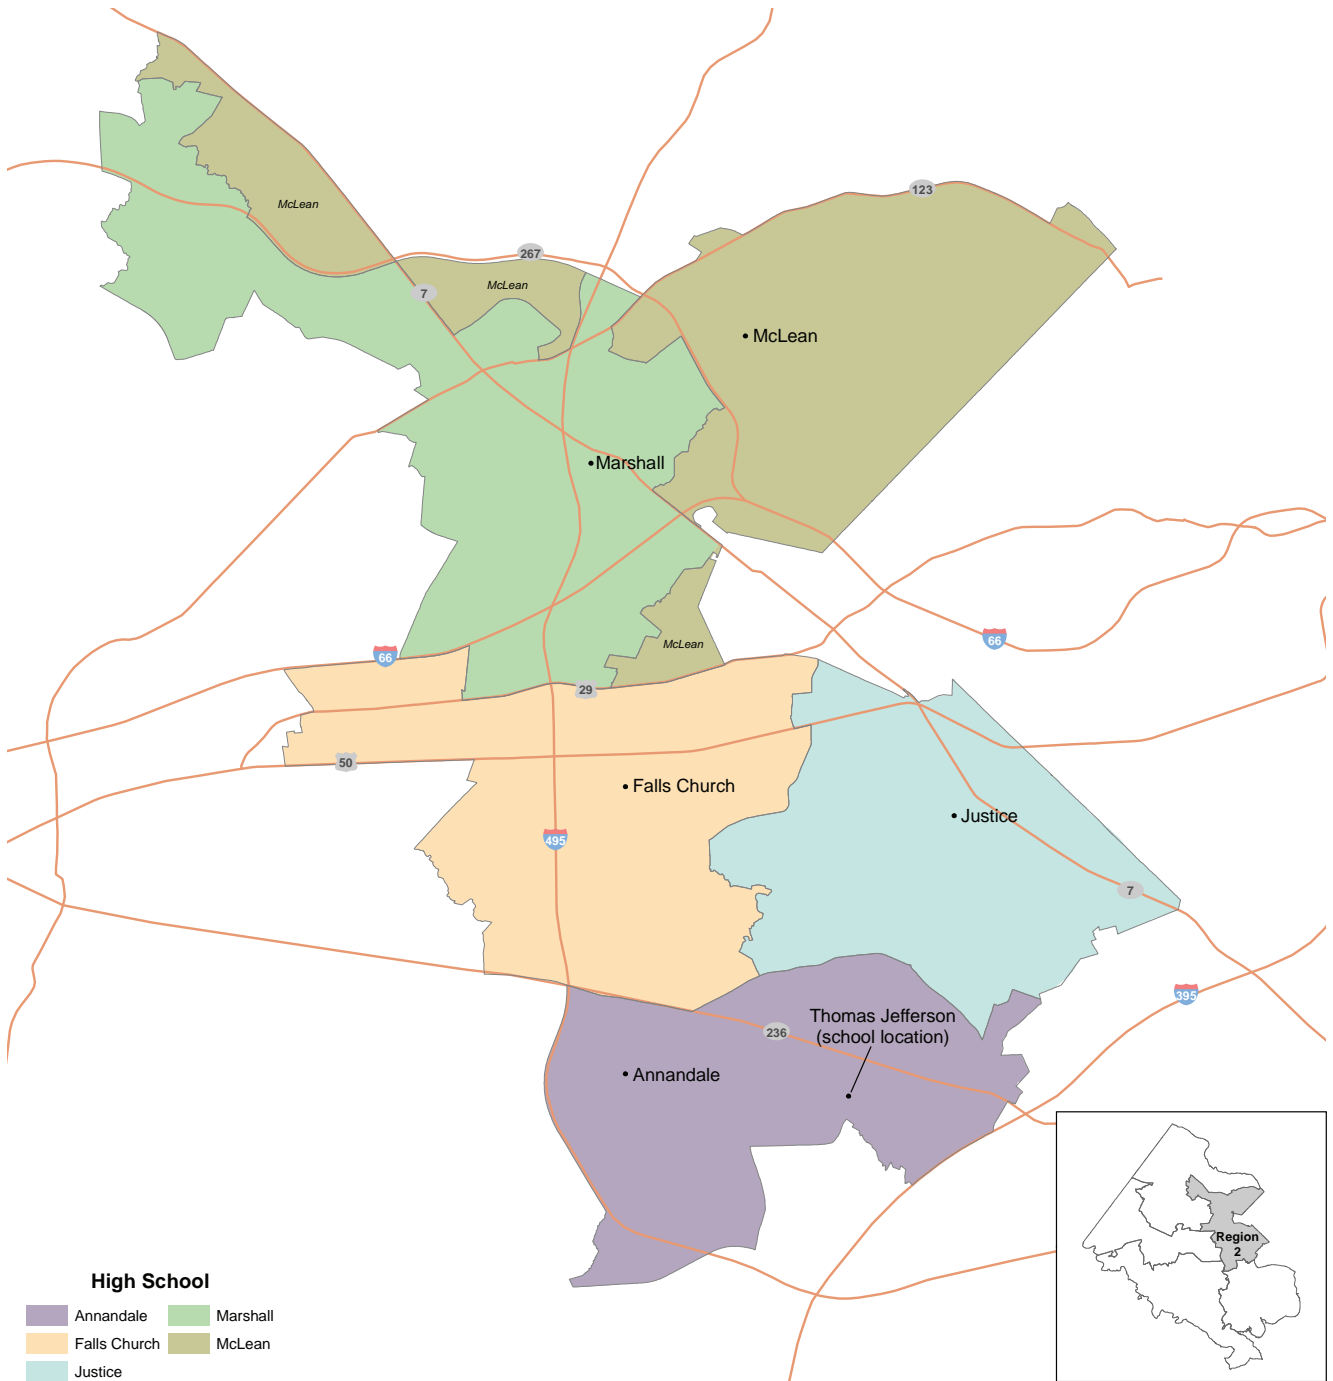 123
McLean
267
McLean
7
McLean
Marshall
66
66
McLean
29
50
Falls Church
Justice
495
7
395
Thomas Jefferson
(school location)
236
Annandale
Region
2
High School
Annandale
Marshall
Falls Church
McLean
Justice